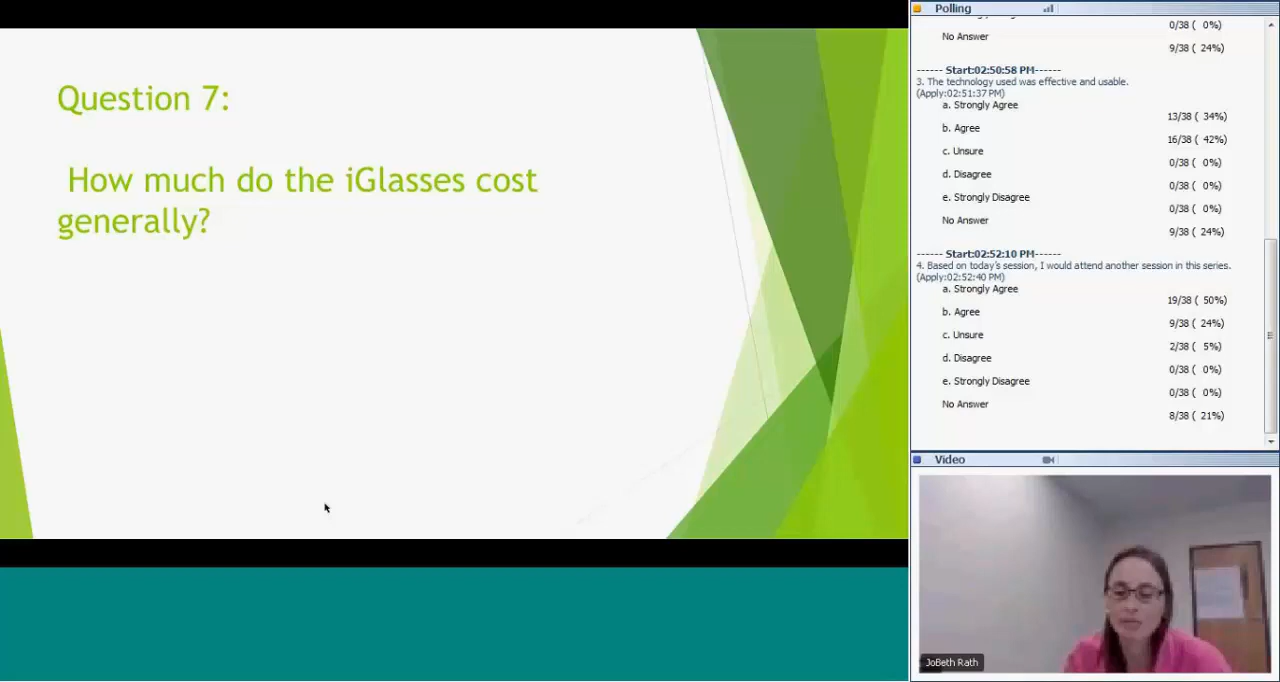 Question 7:
How much do the iGlasses cost
generally?
Polling
0/38 ( 0%)
No Answer
9/38 ( 24%)
------ Start:02:50:58 PM------
3. The technology used was effective and usable.
(Apply:02:51:37 PM)
a. Strongly Agree
13/38 ( 34%)
b. Agree
16/38 ( 42%)
c. Unsure
0/38 ( 0%)
d. Disagree
0/38 ( 0%)
e. Strongly Disagree
0/38 ( 0%)
No Answer
9/38 ( 24%)
------ Start:02:52:10 PM------
4. Based on today's session, I would attend another session in this series.
(Apply:02:52:40 PM)
a. Strongly Agree
19/38 ( 50%)
b. Agree
9/38 ( 24%)
c. Unsure
2/38 ( 5%)
d. Disagree
0/38 ( 0%)
e. Strongly Disagree
0/38 ( 0%)
No Answer
8/38 ( 21%)
Video
JoBeth Rath